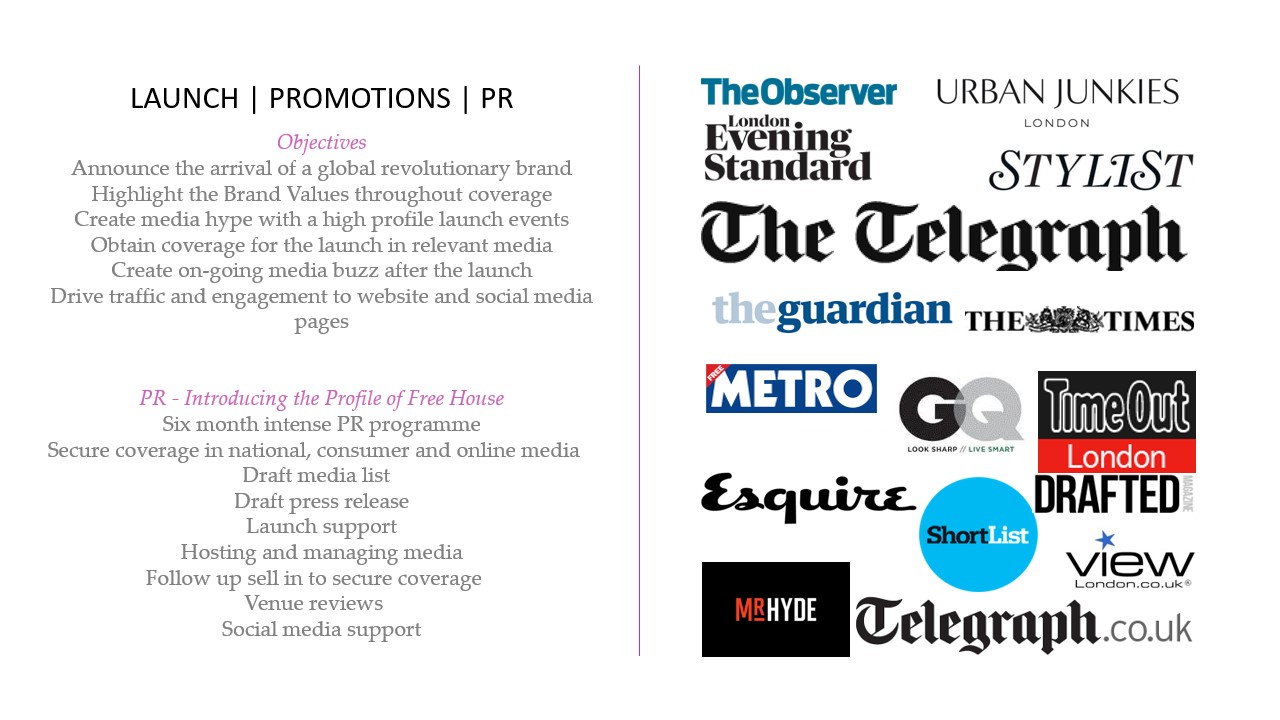 LAUNCH | PROMOTIONS | PR
Objectives
Announce the arrival of a global revolutionary brand
Highlight the Brand Values throughout coverage
Create media hype with a high profile launch events
Obtain coverage for the launch in relevant media
Create on-going media buzz after the launch
Drive traffic and engagement to website and social media
pages
PR - Introducing the Profile of Free House
Six month intense PR programme
Secure coverage in national, consumer and online media
Draft media list
Draft press release
Launch support
Hosting and managing media
Follow up sell in to secure coverage
Venue reviews
Social media support
TheObserver
URBAN JUNKIES
LONDON
London
Evening
Standard
STYLIST
The Telegraph
theguardian
THE TIMES
FREE
METRO
GQ
LOOK SHARP // LIVE SMART
TimeOut
London
Esquire
ShortList
DRAFTED
MAGAZINE
view
London.co.uk®
MRHYDE
Telegraph.co.uk